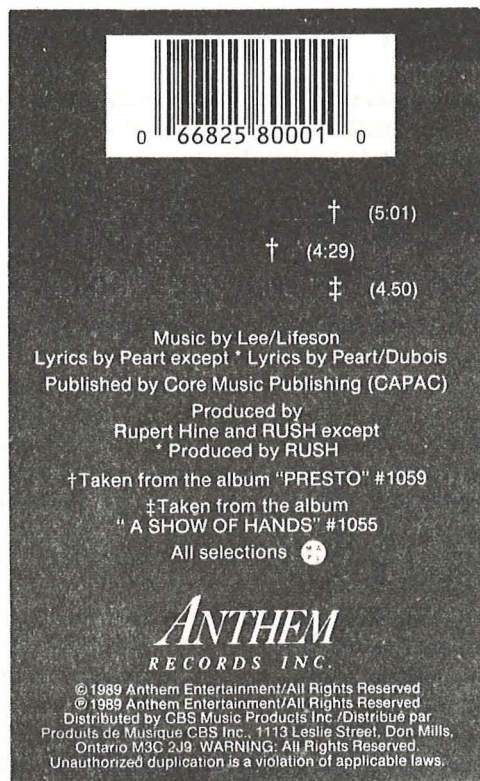 0 66825 80001 0
† (5:01)
† (4:29)
‡ (4.50)
Music by Lee/Lifeson
Lyrics by Peart except * Lyrics by Peart/Dubois
Published by Core Music Publishing (CAPAC)
Produced by
Rupert Hine and RUSH except
* Produced by RUSH
†Taken from the album "PRESTO" #1059
‡Taken from the album
" A SHOW OF HANDS" #1055
All selections MAPL
ANTHEM
RECORDS INC.
©1989 Anthem Entertainment/All Rights Reserved
℗1989 Anthem Entertainment/All Rights Reserved
Distributed by CBS Music Products Inc./Distribué par
Produits de Musique CBS Inc., 1113 Leslie Street, Don Mills,
Ontario M3C 2J9. WARNING: All Rights Reserved.
Unauthorized duplication is a violation of applicable laws.